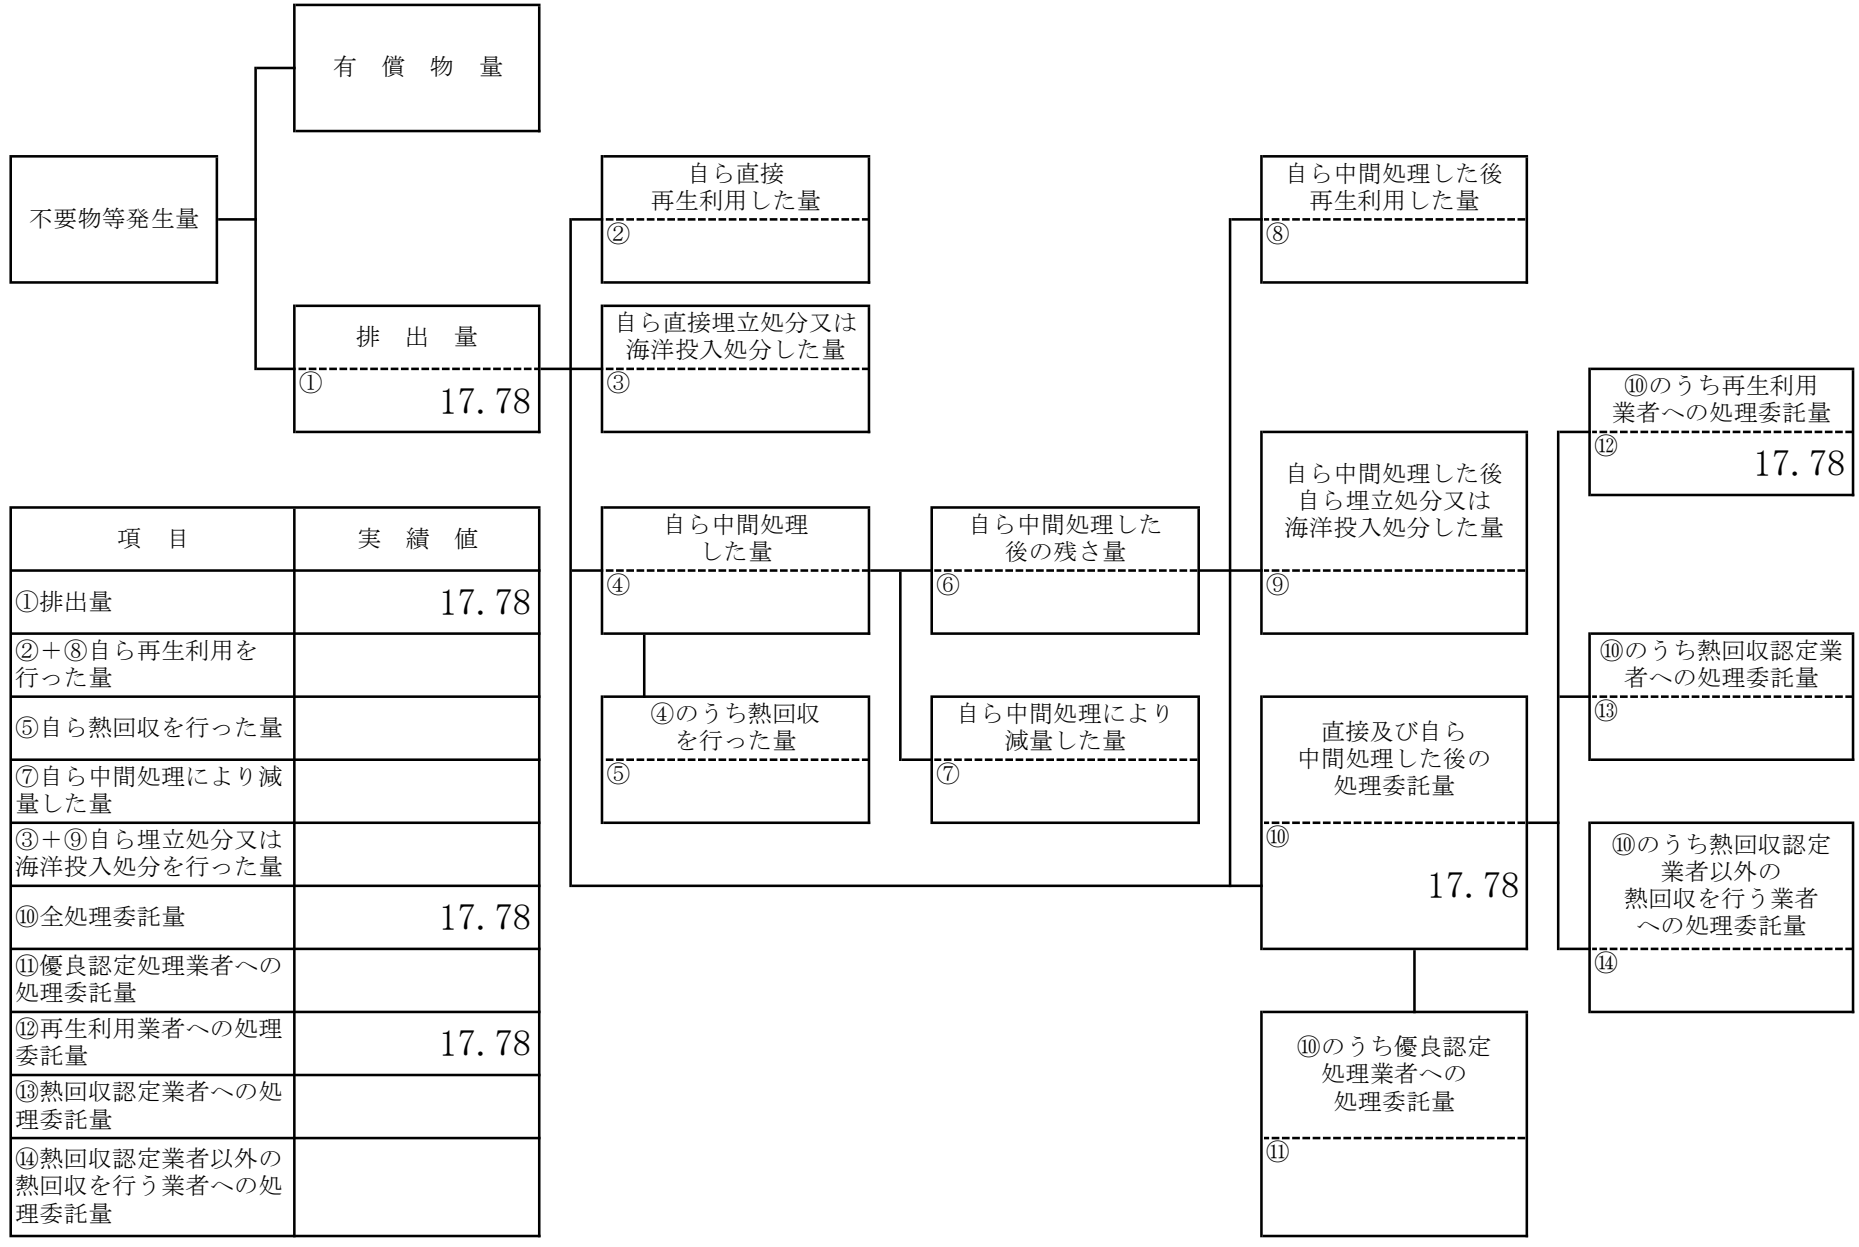 有　償　物　量
不要物等発生量
排　出　量
①
17.78
自ら直接
再生利用した量
②
自ら直接埋立処分又は
海洋投入処分した量
③
自ら中間処理
した量
④
④のうち熱回収
を行った量
⑤
自ら中間処理した
後の残さ量
⑥
自ら中間処理により
減量した量
⑦
自ら中間処理した後
再生利用した量
⑧
自ら中間処理した後
自ら埋立処分又は
海洋投入処分した量
⑨
直接及び自ら
中間処理した後の
処理委託量
⑩
17.78
⑩のうち優良認定
処理業者への
処理委託量
⑪
⑩のうち再生利用
業者への処理委託量
⑫
17.78
⑩のうち熱回収認定業
者への処理委託量
⑬
⑩のうち熱回収認定
業者以外の
熱回収を行う業者
への処理委託量
⑭
項　目　実　績　値
①排出量　17.78
②＋⑧自ら再生利用を
行った量
⑤自ら熱回収を行った量
⑦自ら中間処理により減
量した量
③＋⑨自ら埋立処分又は
海洋投入処分を行った量
⑩全処理委託量　17.78
⑪優良認定処理業者への
処理委託量
⑫再生利用業者への処理
委託量　17.78
⑬熱回収認定業者への処
理委託量
⑭熱回収認定業者以外の
熱回収を行う業者への処
理委託量